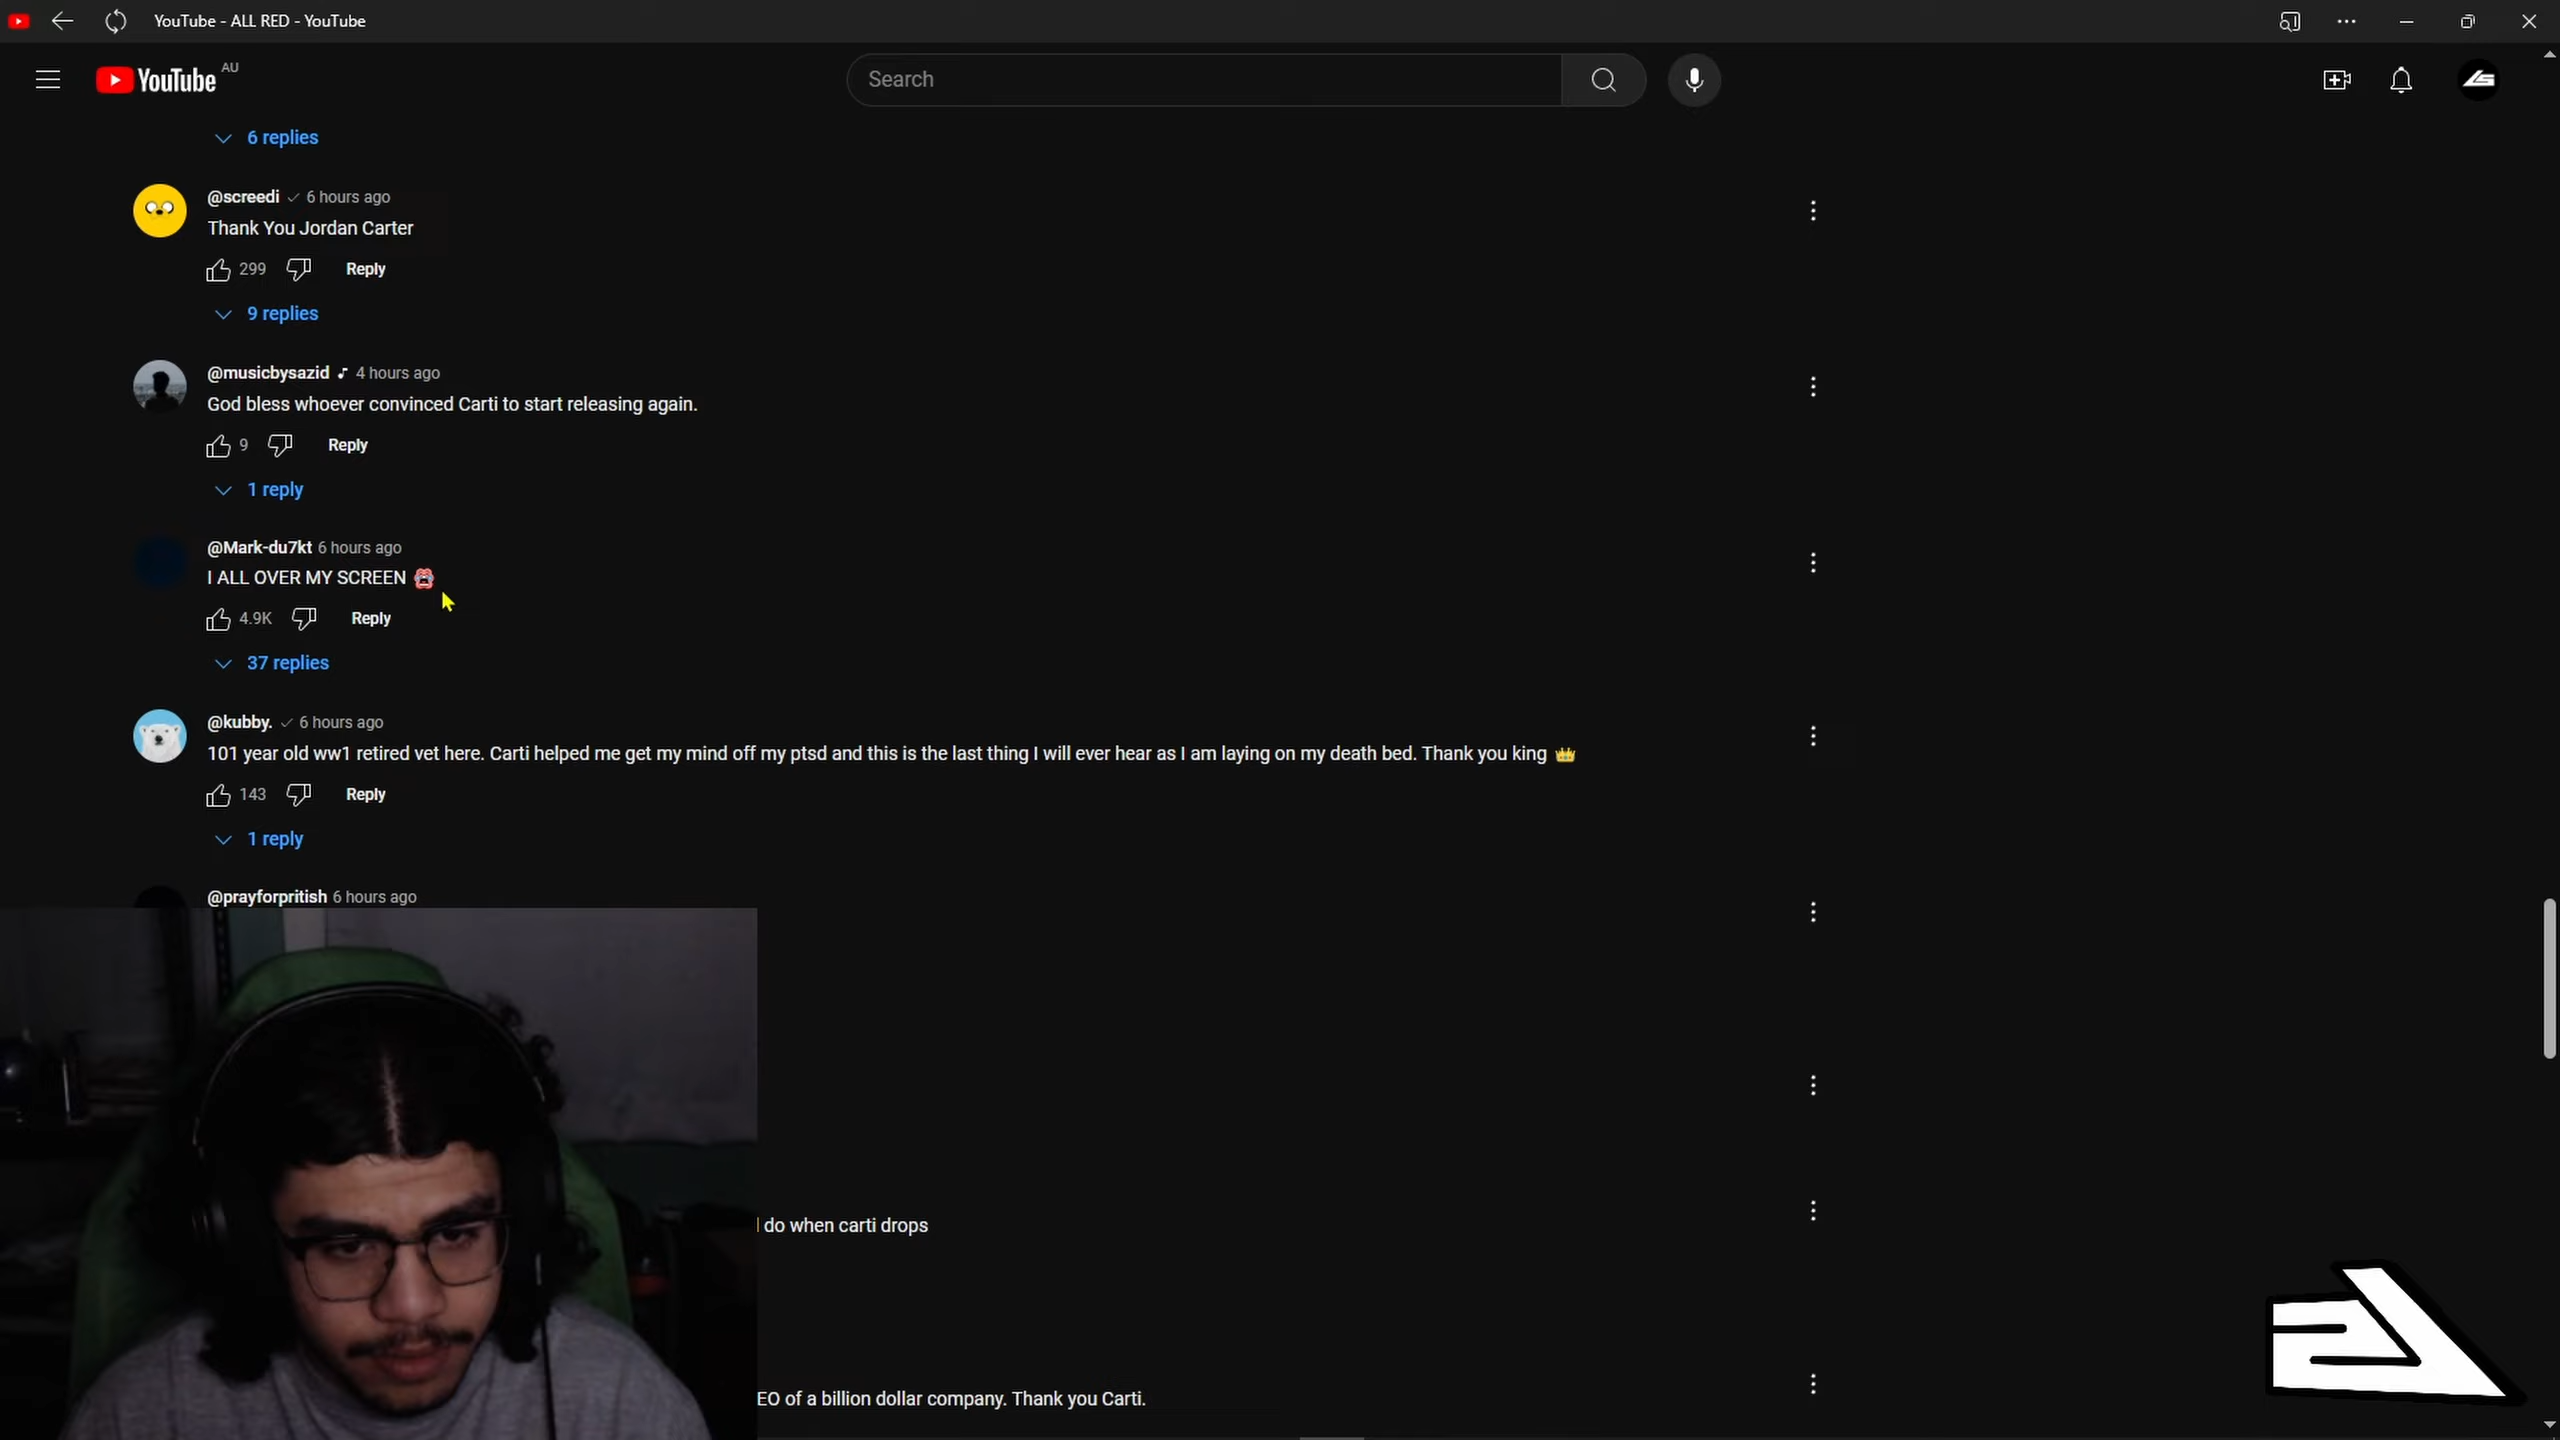 YouTube - ALL RED - YouTube
YouTube AU
Search
6 replies
@screedi 6 hours ago
Thank You Jordan Carter
299 Reply
9 replies
@musicbysazid 4 hours ago
God bless whoever convinced Carti to start releasing again.
9 Reply
1 reply
@Mark-du7kt 6 hours ago
I ALL OVER MY SCREEN
4.9K Reply
37 replies
@kubby. 6 hours ago
101 year old ww1 retired vet here. Carti helped me get my mind off my ptsd and this is the last thing I will ever hear as I am laying on my death bed. Thank you king 👑
143 Reply
1 reply
@prayforpritish 6 hours ago
do when carti drops
EO of a billion dollar company. Thank you Carti.